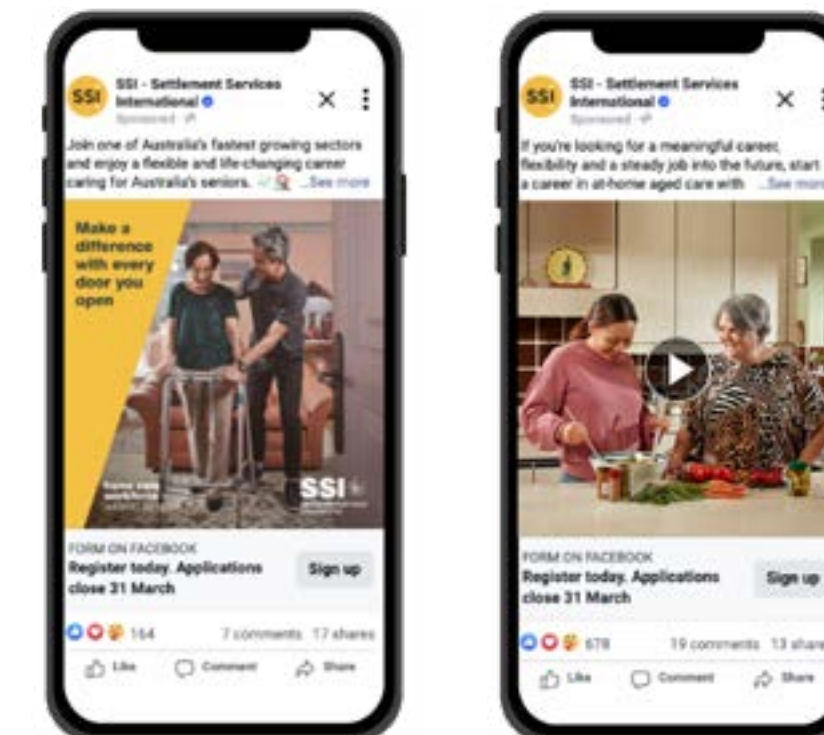 SSI
SSI - Settlement Services
International
Sponsored
Join one of Australia's fastest growing sectors
and enjoy a flexible and life-changing career
caring for Australia's seniors. ...See more
Make a
difference
with every
door you
open
home care
workforce
SSI
FORM ON FACEBOOK
Register today. Applications
close 31 March
Sign up
164
7 comments 17 shares
Like
Comment
Share
SSI
SSI - Settlement Services
International
Sponsored
If you're looking for a meaningful career,
flexibility and a steady job into the future, start
a career in at-home aged care with ...See more
FORM ON FACEBOOK
Register today. Applications
close 31 March
Sign up
678
19 comments 13 share
Like
Comment
Share